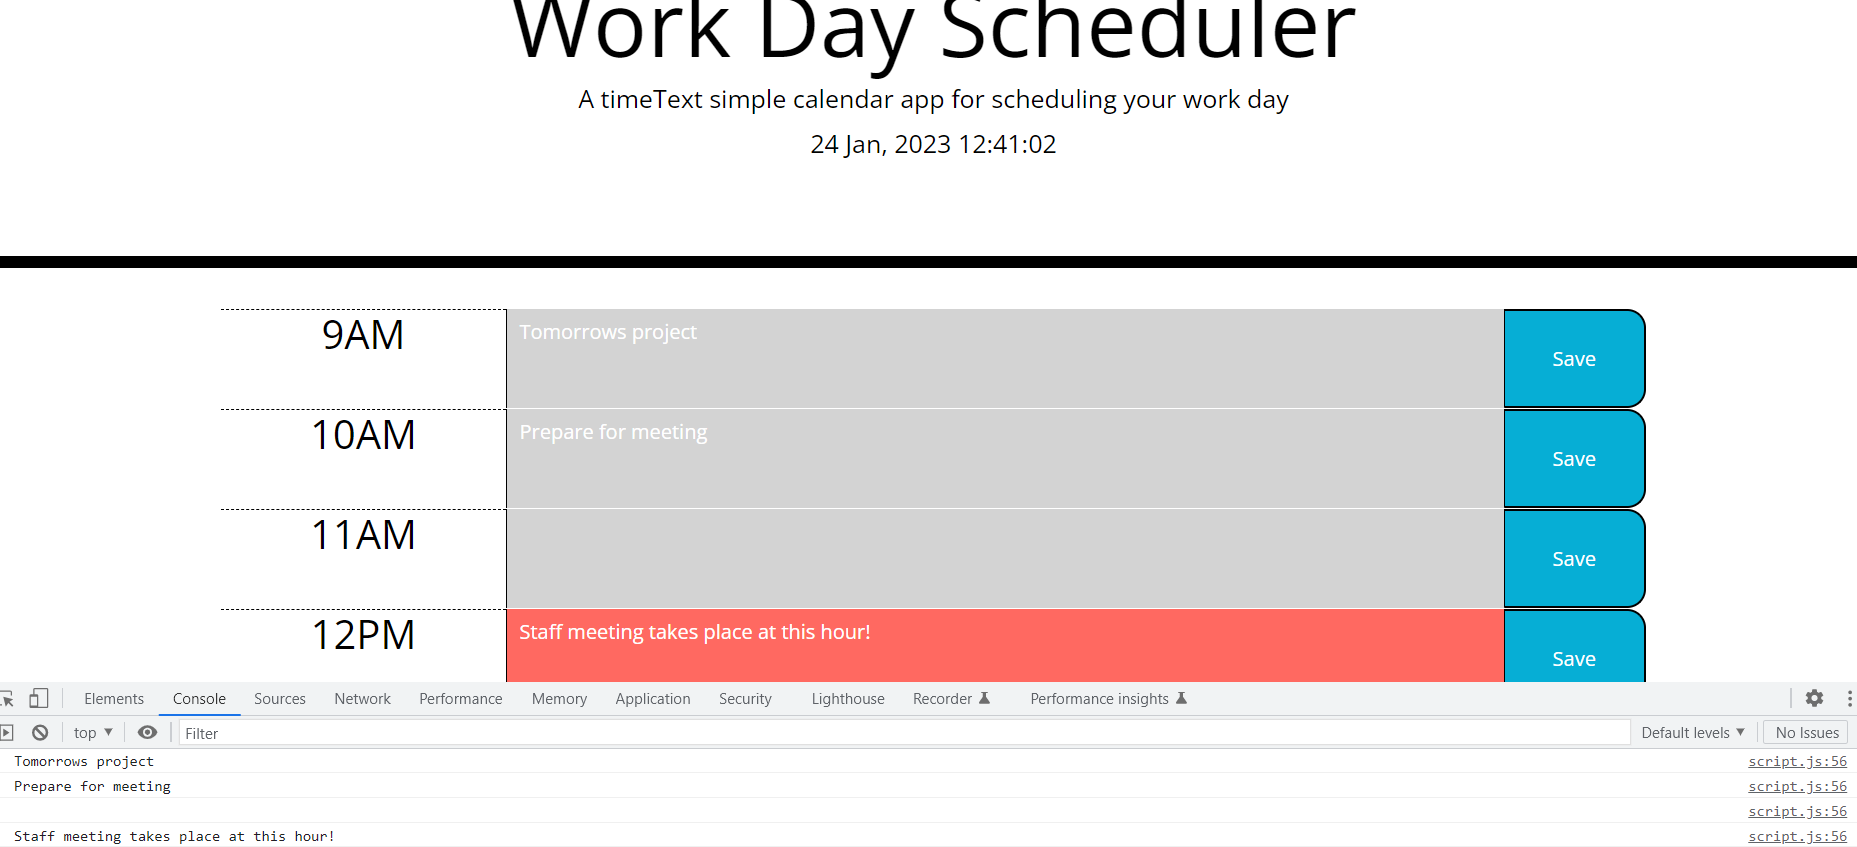 Work Day Scheduler
A timeText simple calendar app for scheduling your work day
24 Jan, 2023 12:41:02
9AM
Tomorrows project
Save
10AM
Prepare for meeting
Save
11AM
Save
12PM
Staff meeting takes place at this hour!
Save
Elements Console Sources Network Performance Memory Application Security Lighthouse Recorder Performance insights
top Filter Default levels No Issues
Tomorrows project script.js:56
Prepare for meeting script.js:56
script.js:56
Staff meeting takes place at this hour! script.js:56